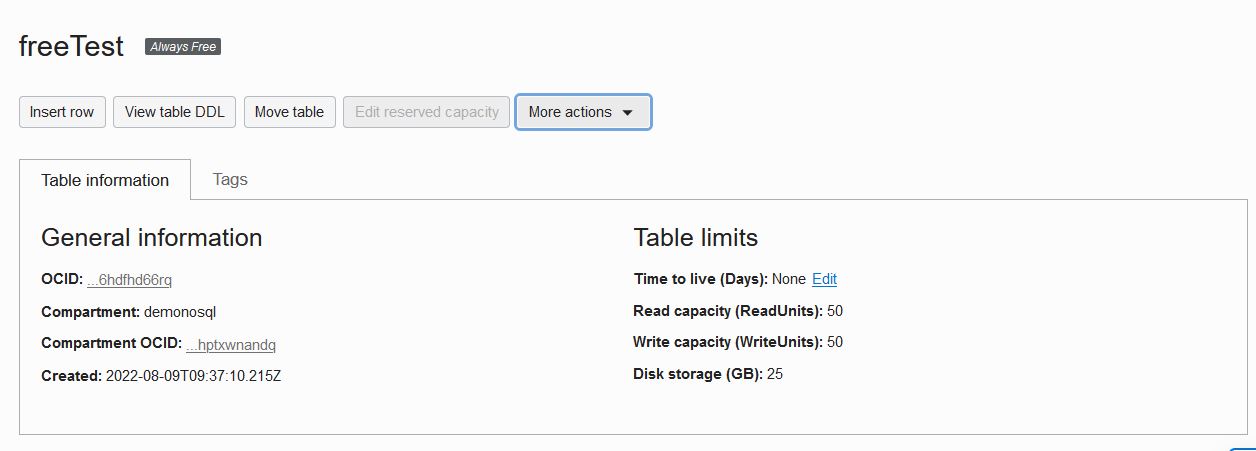 freeTest Always Free
Insert row View table DDL Move table Edit reserved capacity More actions
Table information Tags
General information
OCID: ...6hdfhd66rq
Compartment: demonosql
Compartment OCID: ...hptxwnandq
Created: 2022-08-09T09:37:10.215Z
Table limits
Time to live (Days): None Edit
Read capacity (ReadUnits): 50
Write capacity (WriteUnits): 50
Disk storage (GB): 25